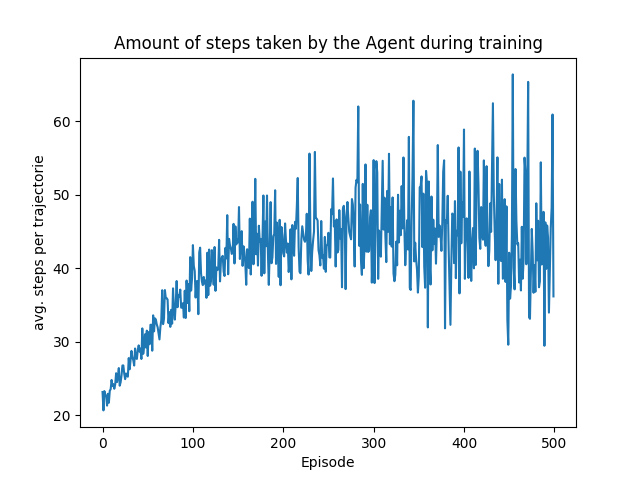 Amount of steps taken by the Agent during training
60
50
40
30
20
avg. steps per trajectorie
0 100 200 300 400 500
Episode